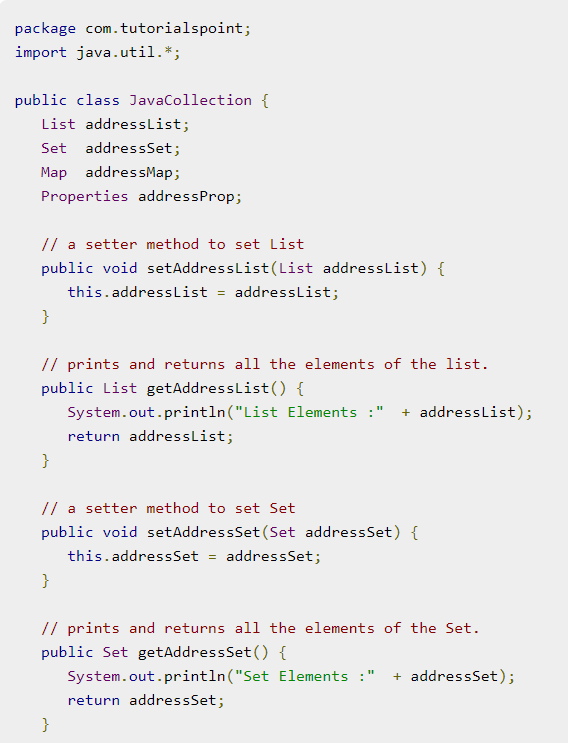 package com.tutorialspoint;
import java.util.*;

public class JavaCollection {
   List addressList;
   Set  addressSet;
   Map  addressMap;
   Properties addressProp;

   // a setter method to set List
   public void setAddressList(List addressList) {
      this.addressList = addressList;
   }

   // prints and returns all the elements of the list.
   public List getAddressList() {
      System.out.println("List Elements :"  + addressList);
      return addressList;
   }

   // a setter method to set Set
   public void setAddressSet(Set addressSet) {
      this.addressSet = addressSet;
   }

   // prints and returns all the elements of the Set.
   public Set getAddressSet() {
      System.out.println("Set Elements :"  + addressSet);
      return addressSet;
   }